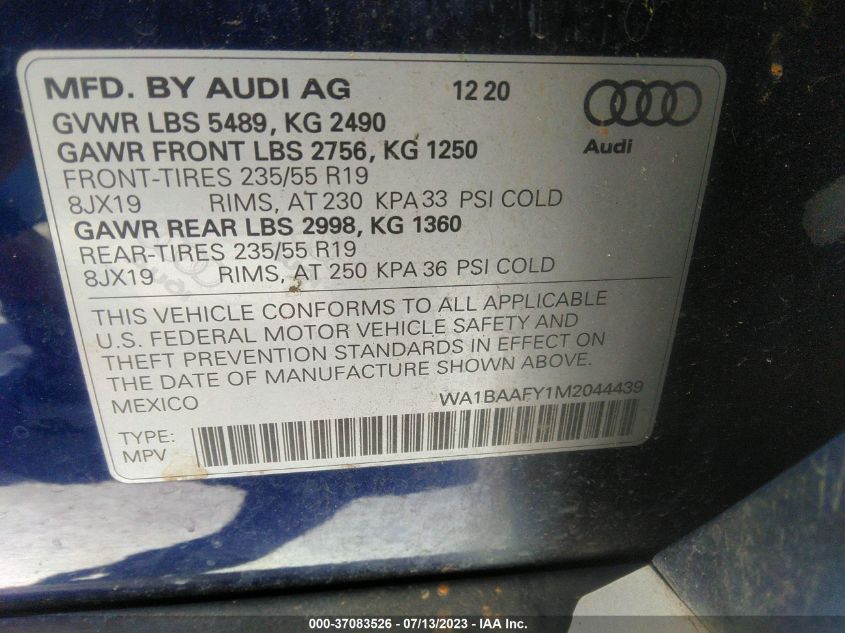 MFD. BY AUDI AG 12 20
GVWR LBS 5489, KG 2490
GAWR FRONT LBS 2756, KG 1250
Audi
FRONT-TIRES 235/55 R19
8JX19 RIMS, AT 230 KPA 33 PSI COLD
GAWR REAR LBS 2998, KG 1360
REAR-TIRES 235/55 R19
8JX19 RIMS, AT 250 KPA 36 PSI COLD
THIS VEHICLE CONFORMS TO ALL APPLICABLE
U.S. FEDERAL MOTOR VEHICLE SAFETY AND
THEFT PREVENTION STANDARDS IN EFFECT ON
THE DATE OF MANUFACTURE SHOWN ABOVE.
MEXICO WA1BAAFY1M2044439
TYPE:
MPV
000-37083526 - 07/13/2023 - © IAA Inc.